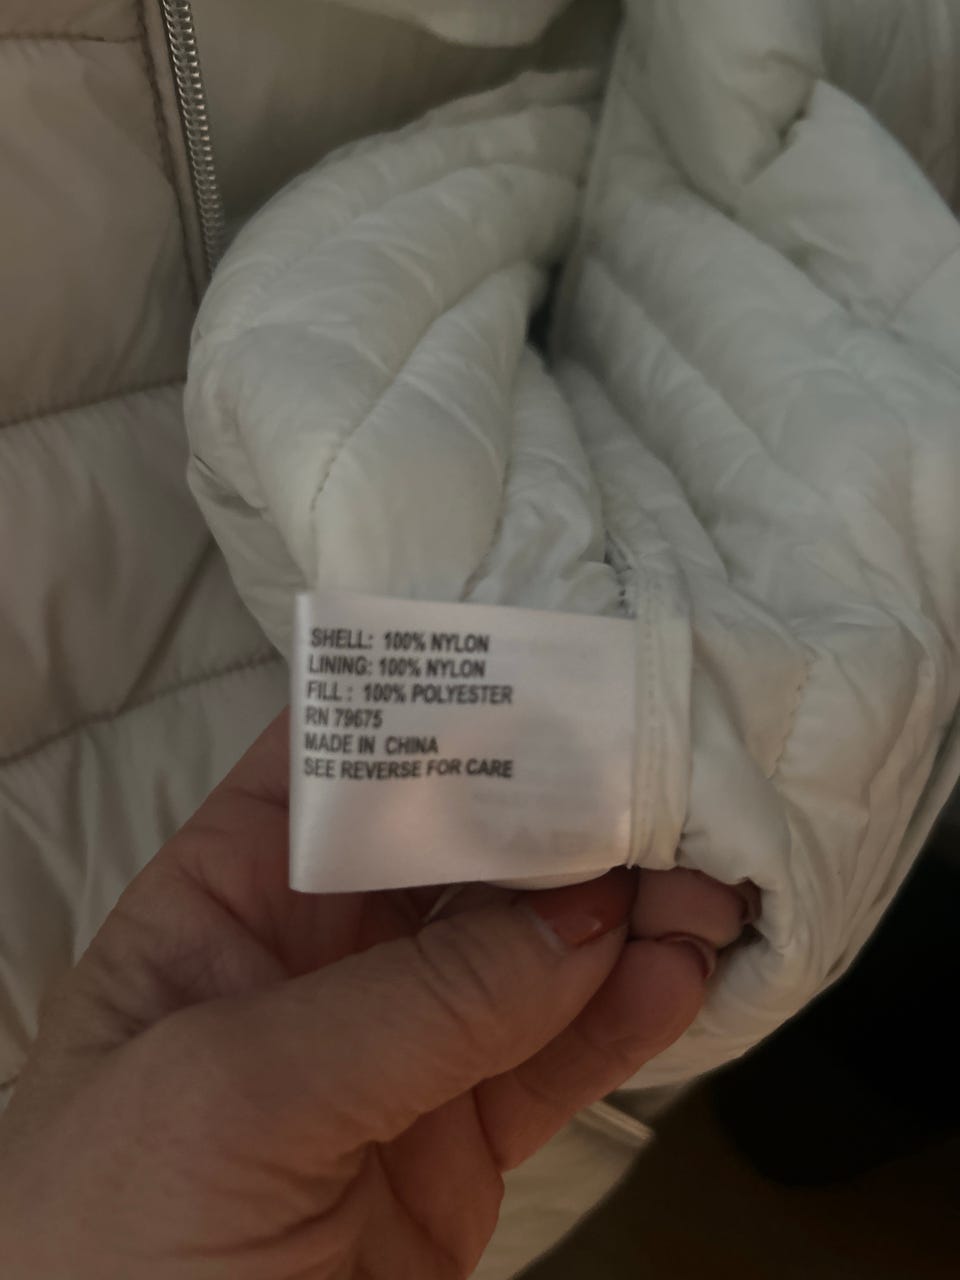 SHELL: 100% NYLON
LINING: 100% NYLON
FILL : 100% POLYESTER
RN 79675
MADE IN CHINA
SEE REVERSE FOR CARE